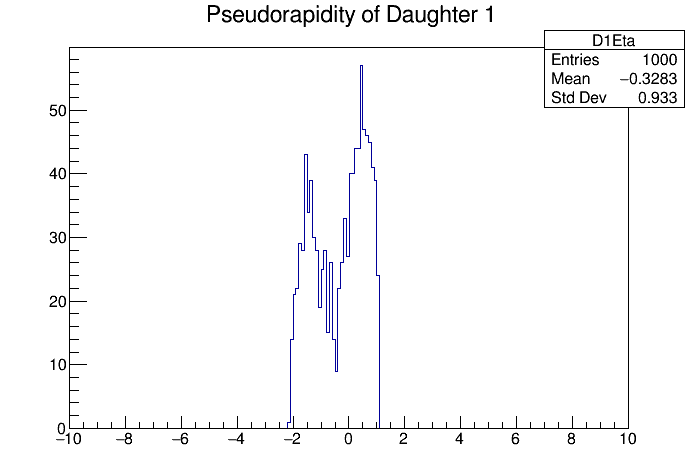 Pseudorapidity of Daughter 1
D1Eta
Entries 1000
Mean −0.3283
Std Dev 0.933
50
40
30
20
10
0
−10 −8 −6 −4 −2 0 2 4 6 8 10